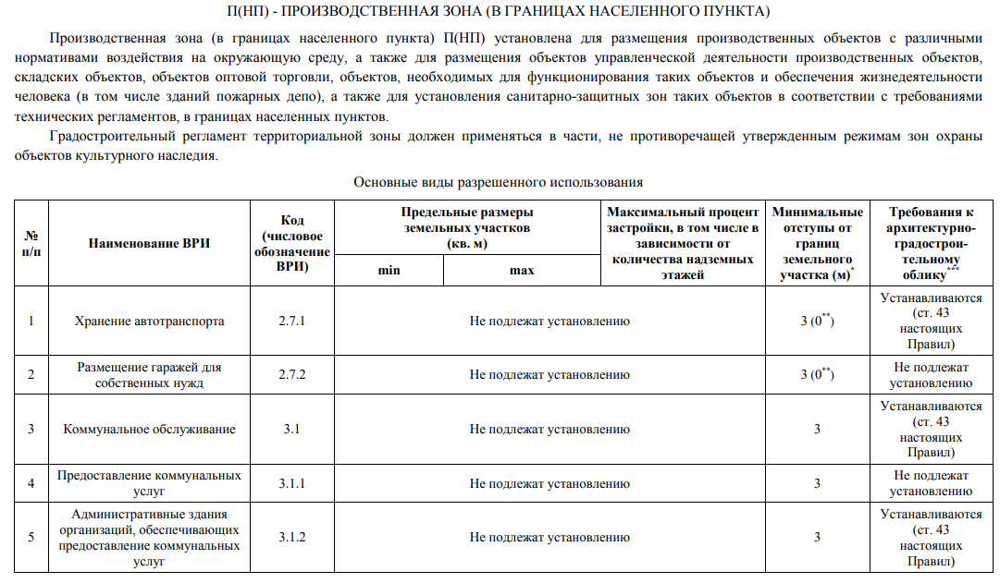 П(НП) - ПРОИЗВОДСТВЕННАЯ ЗОНА (В ГРАНИЦАХ НАСЕЛЕННОГО ПУНКТА)
Производственная зона (в границах населенного пункта) П(НП) установлена для размещения производственных объектов с различными
нормативами воздействия на окружающую среду, а также для размещения объектов управленческой деятельности производственных объектов,
складских объектов, объектов оптовой торговли, объектов, необходимых для функционирования таких объектов и обеспечения жизнедеятельности
человека (в том числе зданий пожарных депо), а также для установления санитарно-защитных зон таких объектов в соответствии с требованиями
технических регламентов, в границах населенных пунктов.
Градостроительный регламент территориальной зоны должен применяться в части, не противоречащей утвержденным режимам зон охраны
объектов культурного наследия.
Основные виды разрешенного использования
№
п/п
Наименование ВРИ
Код
(числовое
обозначение
ВРИ)
Предельные размеры
земельных участков
(кв. м)
min
max
Максимальный процент
застройки, в том числе в
зависимости от
количества надземных
этажей
Минимальные
отступы от
границ
земельного
участка (м)*
Требования к
архитектурно-
градострои-
тельному
облику***
1
Хранение автотранспорта
2.7.1
Не подлежат установлению
3 (0**)
Устанавливаются
(ст. 43
настоящих
Правил)
2
Размещение гаражей для
собственных нужд
2.7.2
Не подлежат установлению
3 (0**)
Не подлежат
установлению
3
Коммунальное обслуживание
3.1
Не подлежат установлению
3
Устанавливаются
(ст. 43
настоящих
Правил)
4
Предоставление коммунальных
услуг
3.1.1
Не подлежат установлению
3
Не подлежат
установлению
5
Административные здания
организаций, обеспечивающих
предоставление коммунальных
услуг
3.1.2
Не подлежат установлению
3
Устанавливаются
(ст. 43
настоящих
Правил)